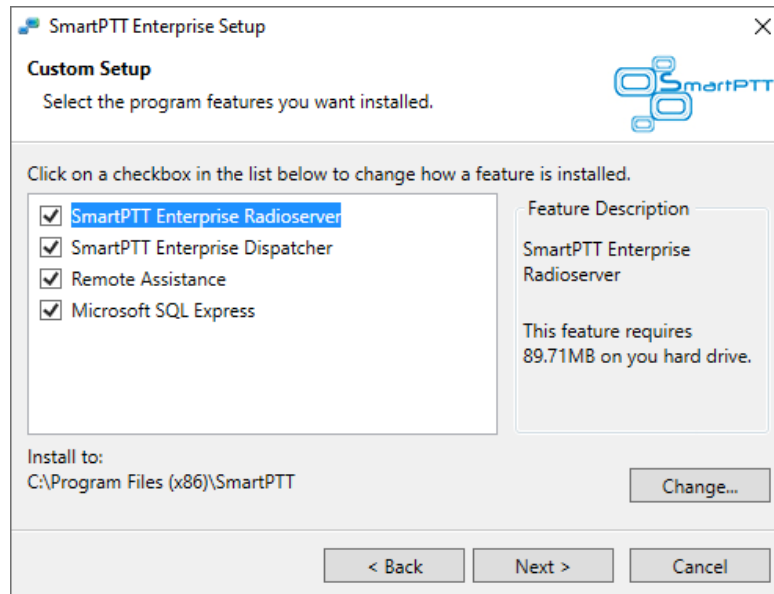 SmartPTT Enterprise Setup
Custom Setup
Select the program features you want installed.
SmartPTT
Click on a checkbox in the list below to change how a feature is installed.
SmartPTT Enterprise Radioserver
SmartPTT Enterprise Dispatcher
Remote Assistance
Microsoft SQL Express
Feature Description
SmartPTT Enterprise
Radioserver
This feature requires
89.71MB on you hard drive.
Install to:
C:\Program Files (x86)\SmartPTT
Change...
< Back
Next >
Cancel